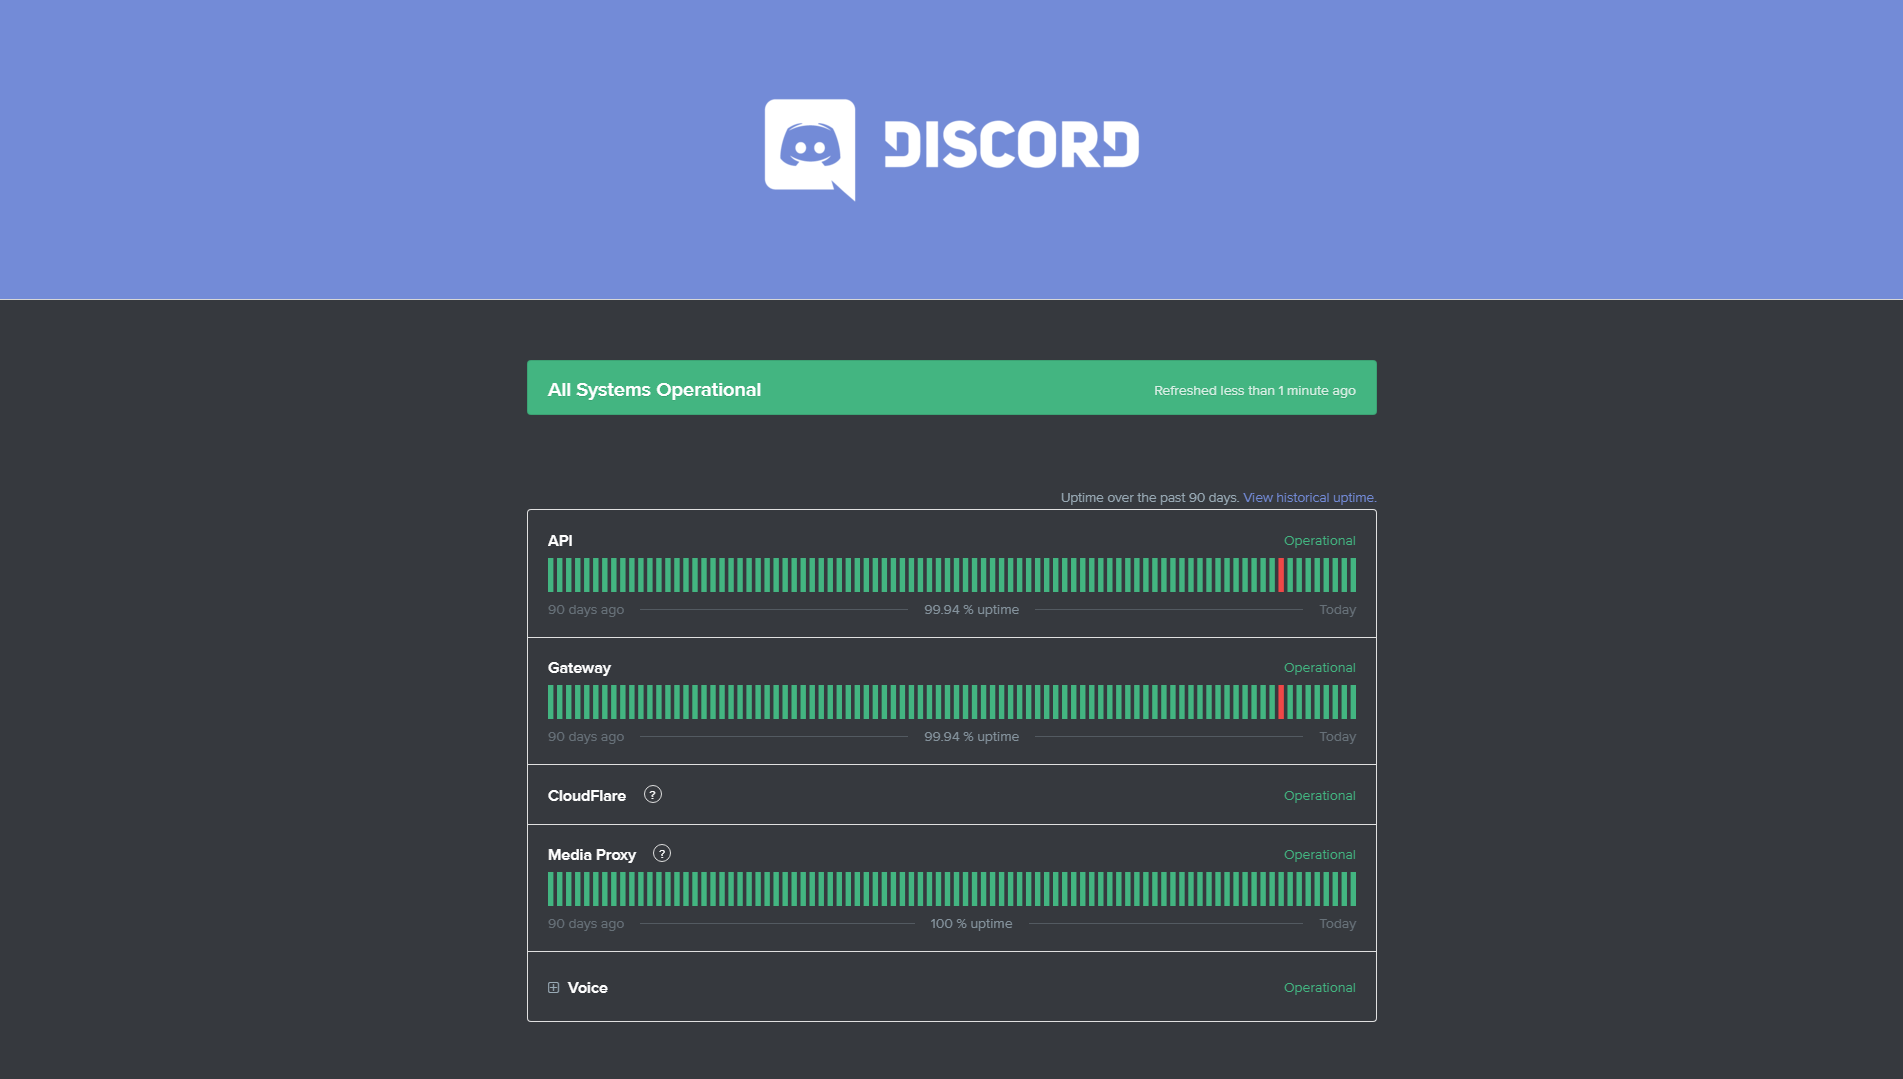 DISCORD
All Systems Operational
Refreshed less than 1 minute ago
Uptime over the past 90 days. View historical uptime.
API
Operational
90 days ago
99.94 % uptime
Today
Gateway
Operational
90 days ago
99.94 % uptime
Today
CloudFlare ?
Operational
Media Proxy ?
Operational
90 days ago
100 % uptime
Today
Voice
Operational